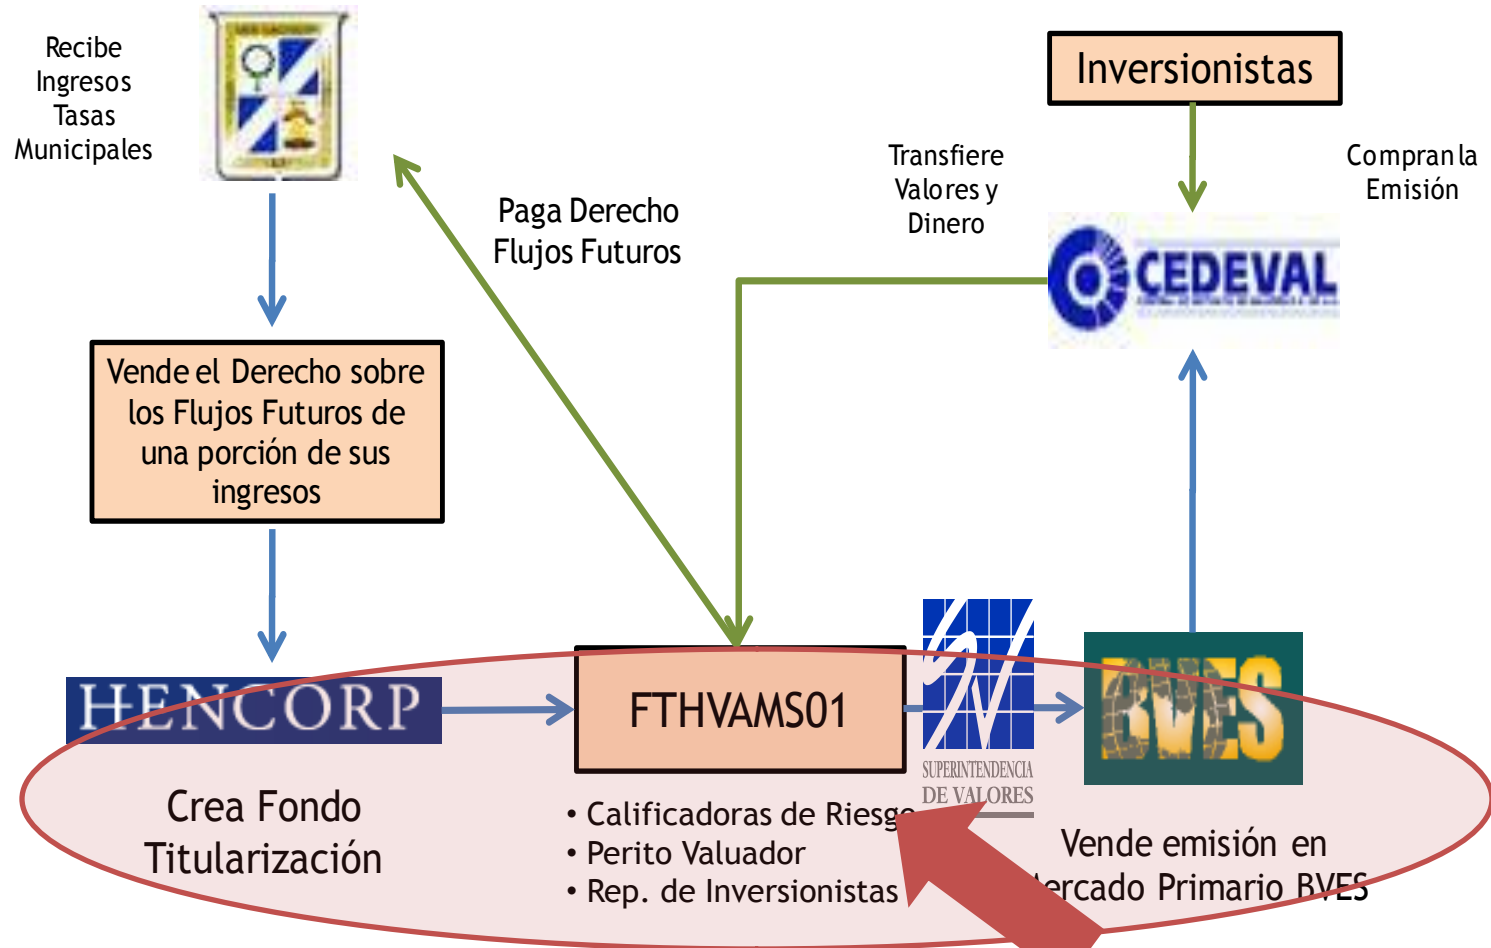 Recibe
Ingresos
Tasas
Municipales
Inversionistas
Transfiere
Valores y
Dinero
Compran la
Emisión
Paga Derecho
Flujos Futuros
CEDEVAL
Vende el Derecho sobre
los Flujos Futuros de
una porción de sus
ingresos
HENCORP
FTHVAMS01
SUPERINTENDENCIA
DE VALORES
BVES
Crea Fondo
Titularización
• Calificadoras de Riesgo
• Perito Valuador
• Rep. de Inversionistas
Vende emisión en
Mercado Primario BVES